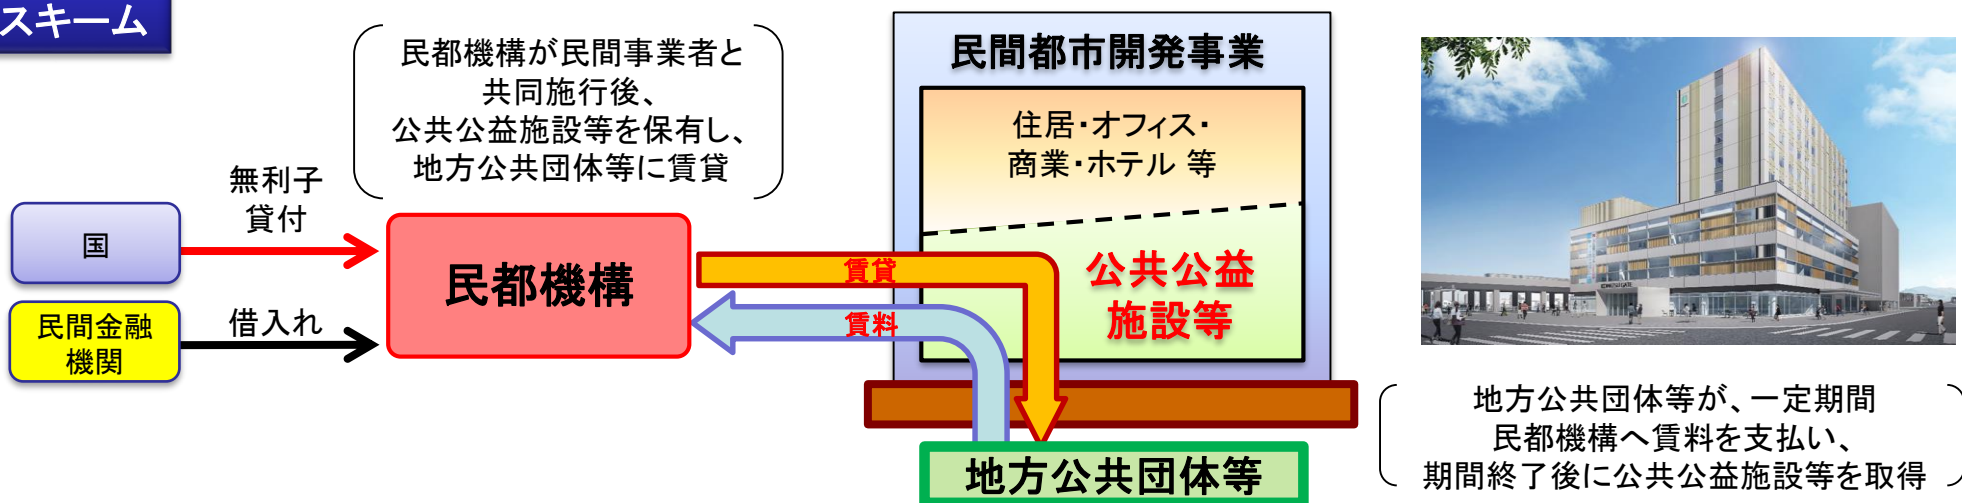 スキーム
民都機構が民間事業者と
共同施行後、
公共公益施設等を保有し、
地方公共団体等に賃貸
無利子
貸付
国
民間金融
機関
借入れ
民都機構
賃貸
賃料
民間都市開発事業
住居・オフィス・
商業・ホテル 等
公共公益
施設等
地方公共団体等
地方公共団体等が、一定期間
民都機構へ賃料を支払い、
期間終了後に公共公益施設等を取得